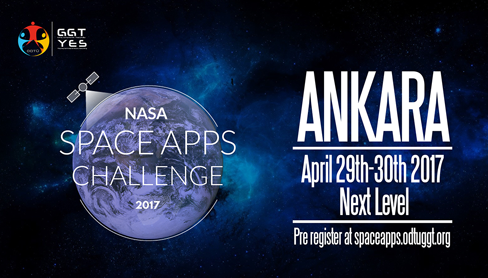 GGT
YES
ODTÜ
NASA
SPACE APPS
CHALLENGE
2017
ANKARA
April 29th-30th 2017
Next Level
Pre register at spaceapps.odtuggt.org